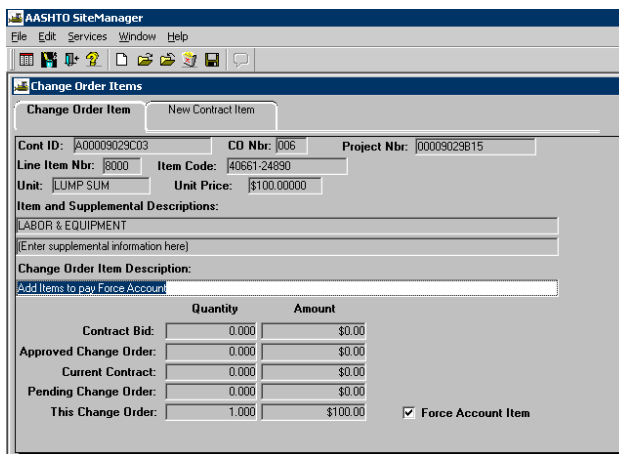 AASHTO SiteManager
File Edit Services Window Help
Change Order Items
Change Order Item New Contract Item
Cont ID: A00009029C03 CO Nbr: 006 Project Nbr: 00009029B15
Line Item Nbr: 8000 Item Code: 40661-24890
Unit: LUMP SUM Unit Price: $100.00000
Item and Supplemental Descriptions:
LABOR & EQUIPMENT
(Enter supplemental information here)
Change Order Item Description:
Add Items to pay Force Account
Quantity Amount
Contract Bid: 0.000 $0.00
Approved Change Order: 0.000 $0.00
Current Contract: 0.000 $0.00
Pending Change Order: 0.000 $0.00
This Change Order: 1.000 $100.00 Force Account Item